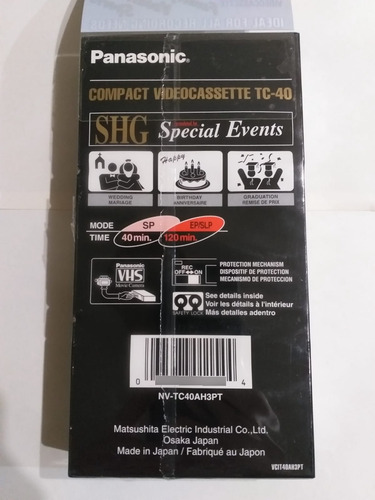 Panasonic
COMPACT VIDEOCASSETTE TC-40
SHG Special Events
Happy
WEDDING
MARIAGE
BIRTHDAY
ANNIVERSAIRE
GRADUATION
REMISE DE PRIX
MODE SP EP/SLP
TIME 40 min. 120 min.
Panasonic
VHS
Movie Camera
REC
OFF ON
PROTECTION MECHANISM
DISPOSITIF DE PROTECTION
MECANISMO DE PROTECCIÓN
SAFETY LOCK
See details inside
Voir les détails à l'intérieur
Más detalles adentro
0 4
NV-TC40AH3PT
Matsushita Electric Industrial Co., Ltd.
Osaka Japan
Made in Japan / Fabriqué au Japon
VCIT40AH3PT